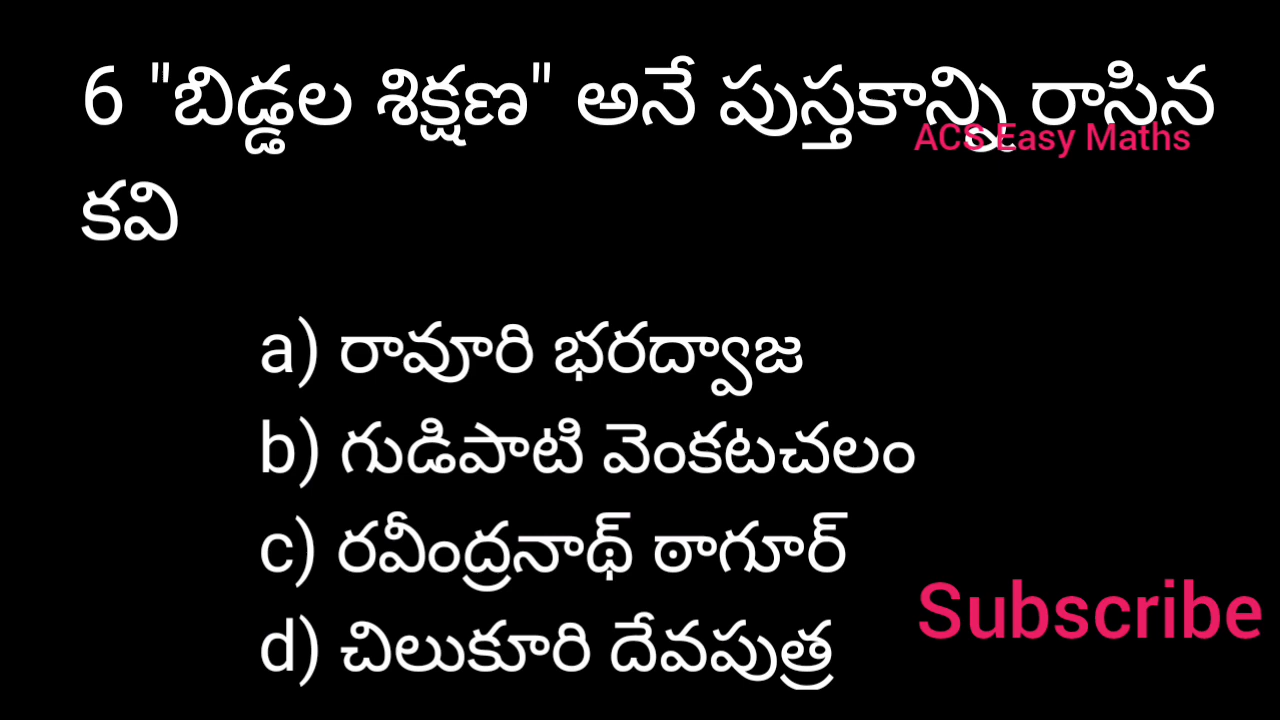 6 "బిడ్డల శిక్షణ" అనే పుస్తకాన్ని రాసిన
ACS Easy Maths
కవి
a) రావూరి భరద్వాజ
b) గుడిపాటి వెంకటచలం
c) రవీంద్రనాథ్ ఠాగూర్
Subscribe
d) చిలుకూరి దేవపుత్ర